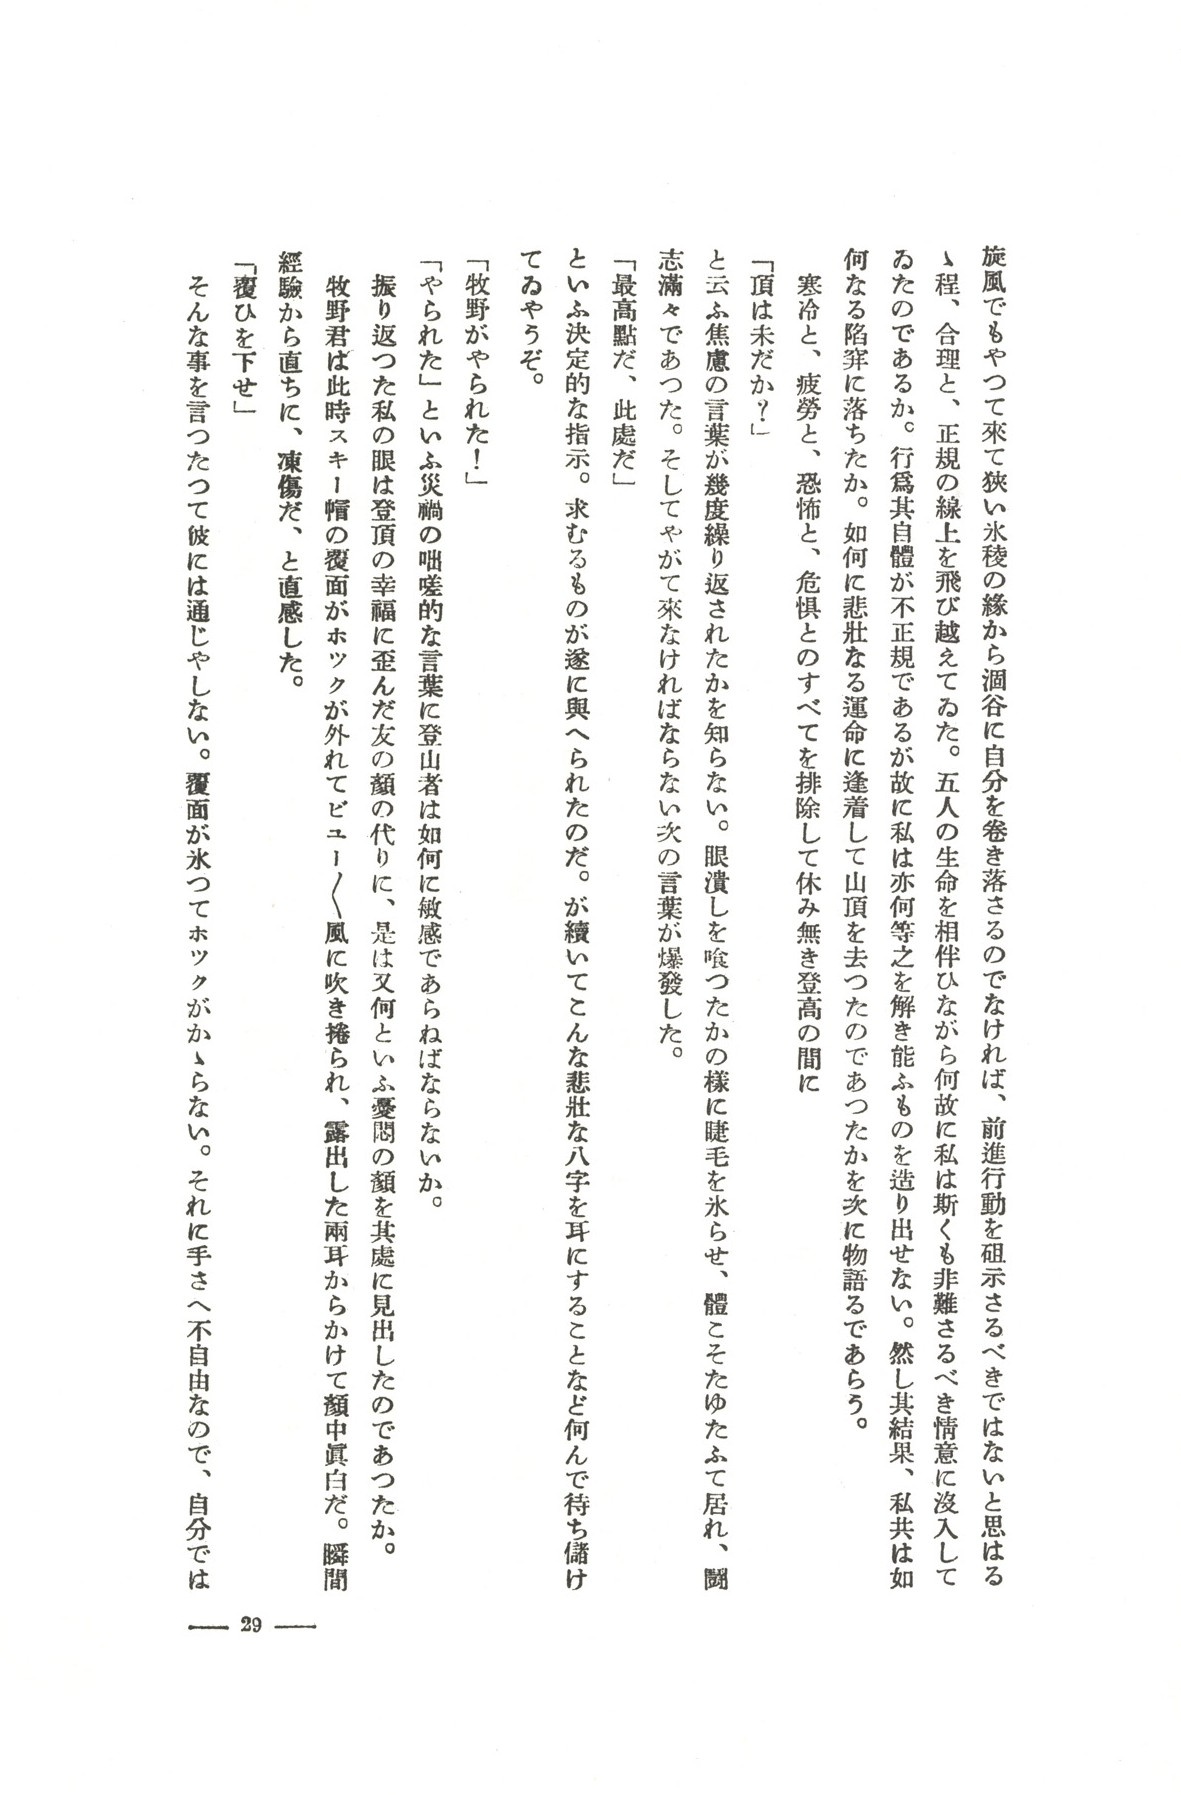 旋風でもやつて來て狹い氷稜の緣から涸谷に自分を卷き落さるのでなければ、前進行動を砠示さるべきではないと思はる
ゝ程、合理と、正規の線上を飛び越えてゐた。五人の生命を相伴ひながら何故に私は斯くも非難さるべき情意に沒入して
ゐたのであるか。行爲其自體が不正規であるが故に私は亦何等之を解き能ふものを造り出せない。然し其結果、私共は如
何なる陷穽に落ちたか。如何に悲壯なる運命に逢着して山頂を去つたのであつたかを次に物語るであらう。
寒冷と、疲勞と、恐怖と、危惧とのすべてを排除して休み無き登高の間に
「頂は未だか？」
と云ふ焦慮の言葉が幾度繰り返されたかを知らない。眼潰しを喰つたかの樣に睫毛を氷らせ、體こそたゆたふて居れ、鬪
志滿々であつた。そしてやがて來なければならない次の言葉が爆發した。
「最高點だ、此處だ」
といふ決定的な指示。求むるものが遂に與へられたのだ。が續いてこんな悲壯な八字を耳にすることなど何んで待ち儲け
てゐやうぞ。
「牧野がやられた！」
「やられた」といふ災禍の咄嗟的な言葉に登山者は如何に敏感であらねばならないか。
振り返つた私の眼は登頂の幸福に歪んだ友の顏の代りに、是は又何といふ憂悶の顏を其處に見出したのであつたか。
牧野君は此時スキー帽の覆面がホックが外れてビュー〱風に吹き捲られ、露出した兩耳からかけて顏中眞白だ。瞬間
經驗から直ちに、凍傷だ、と直感した。
「覆ひを下せ」
そんな事を言つたつて彼には通じやしない。覆面が氷つてホックがかゝらない。それに手さへ不自由なので、自分では
29